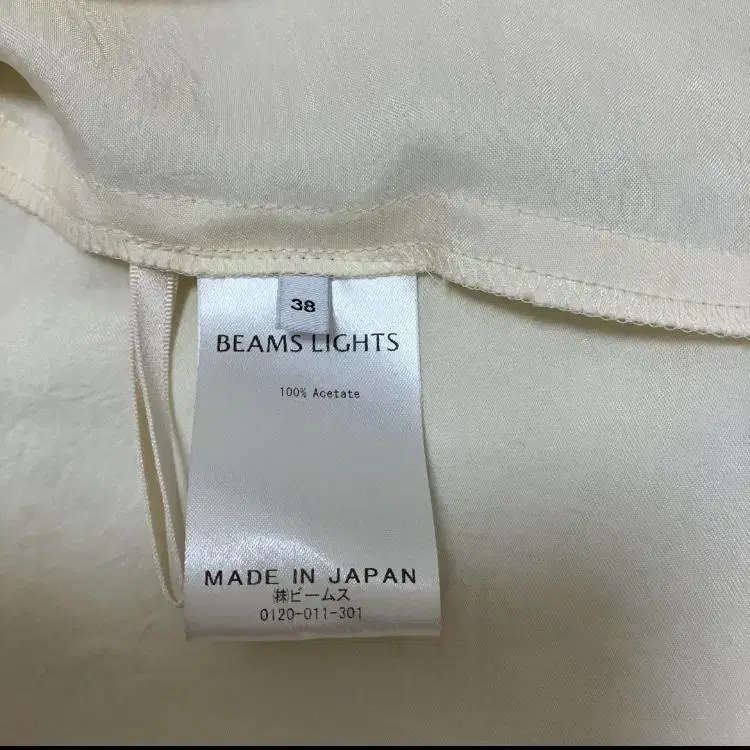 38
BEAMS LIGHTS
100% Acetate
MADE IN JAPAN
㈱ビームス
0120-011-301